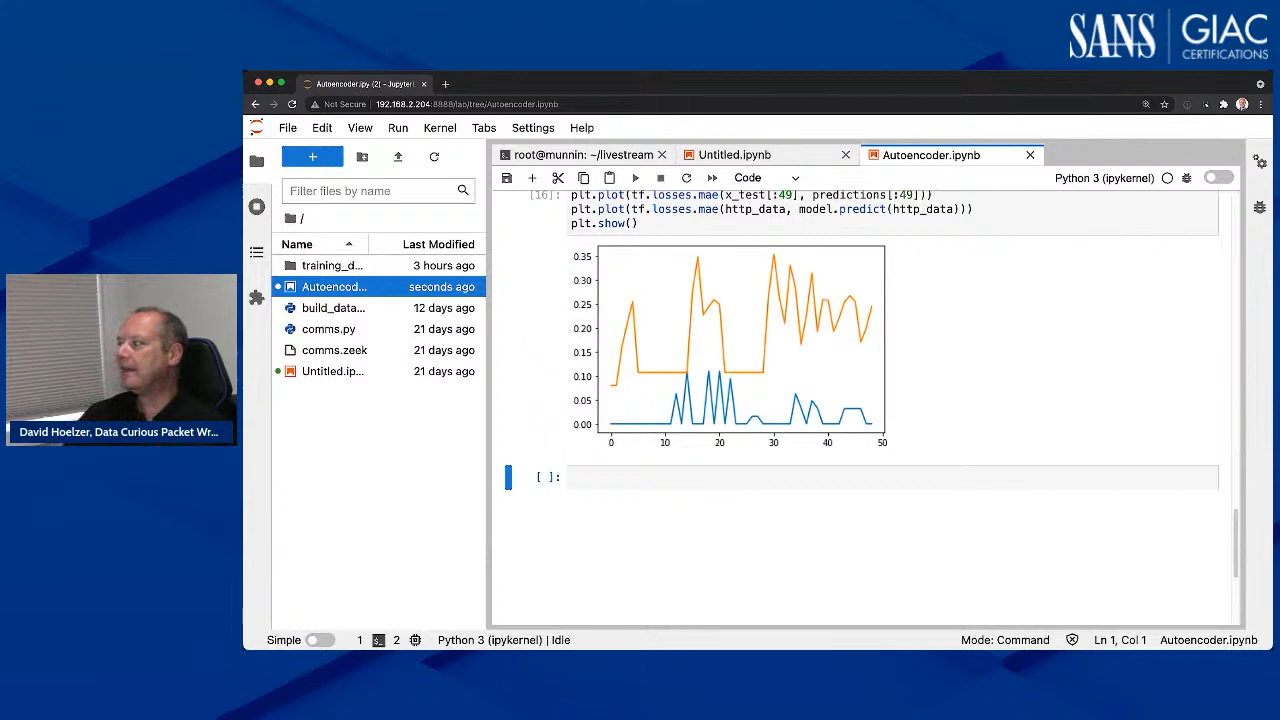 SANS GIAC
CERTIFICATIONS
Autoencoder.ipy (2) - JupyterL
Not Secure 192.168.2.204:8888/lab/tree/Autoencoder.ipynb
File Edit View Run Kernel Tabs Settings Help
root@munnin: ~/livestream Untitled.ipynb Autoencoder.ipynb
Code Python 3 (ipykernel)
Filter files by name
/
Name Last Modified
training_d... 3 hours ago
Autoencod... seconds ago
build_data... 12 days ago
comms.py 21 days ago
comms.zeek 21 days ago
Untitled.ip... 21 days ago
[16]: plt.plot(tf.losses.mae(x_test[:49], predictions[:49]))
plt.plot(tf.losses.mae(http_data, model.predict(http_data)))
plt.show()
0.35
0.30
0.25
0.20
0.15
0.10
0.05
0.00
0 10 20 30 40 50
[ ]:
David Hoelzer, Data Curious Packet Wr...
Simple 1 2 Python 3 (ipykernel) | Idle Mode: Command Ln 1, Col 1 Autoencoder.ipynb